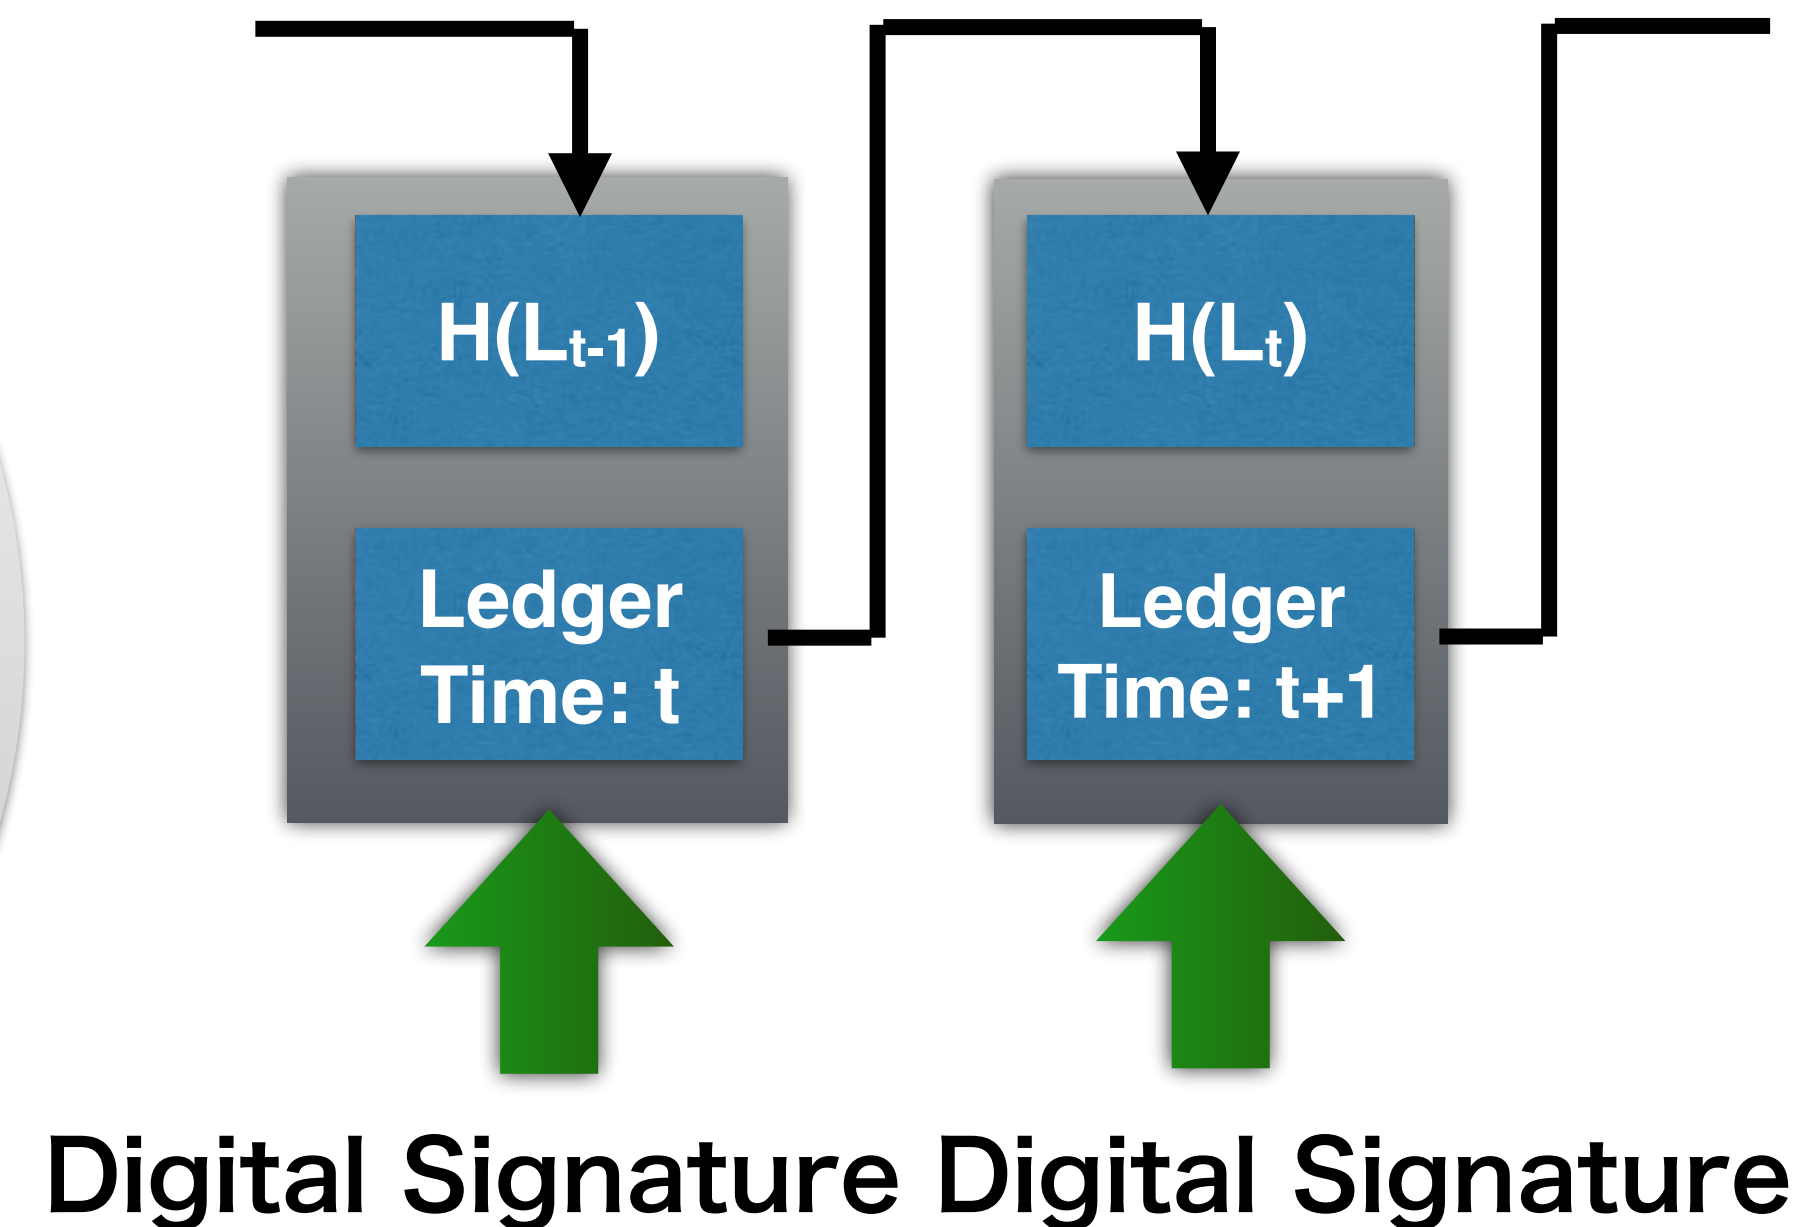 H(Lt-1)
H(Lt)
Ledger
Time: t
Ledger
Time: t+1
Digital Signature
Digital Signature